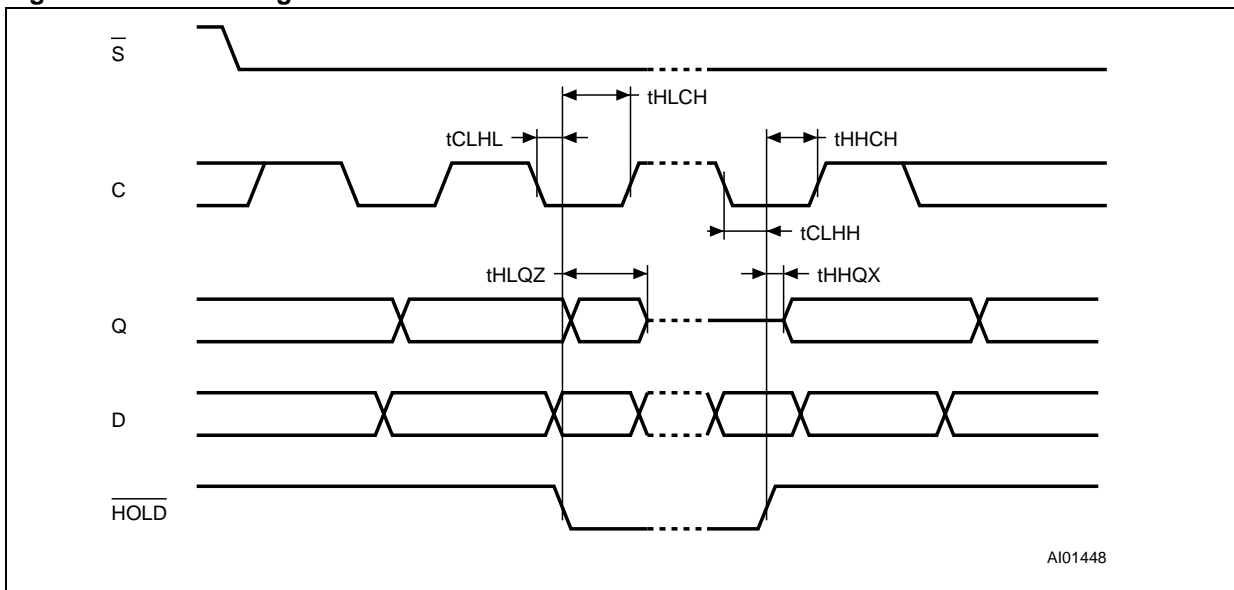 S
tHLCH
tCLHL
tHHCH
C
tCLHH
tHLQZ
tHHQX
Q
D
HOLD
AI01448